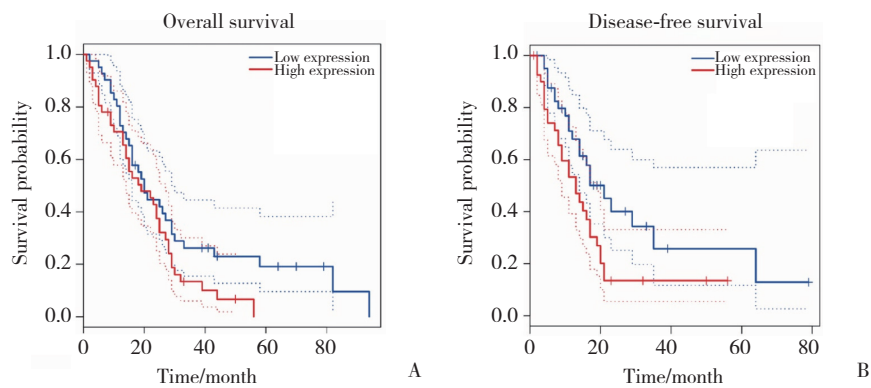 Overall survival
Low expression
High expression
Survival probability
1.0
0.8
0.6
0.4
0.2
0.0
0
20
40
60
80
Time/month
A
Disease-free survival
Low expression
High expression
Survival probability
1.0
0.8
0.6
0.4
0.2
0.0
0
20
40
60
80
Time/month
B